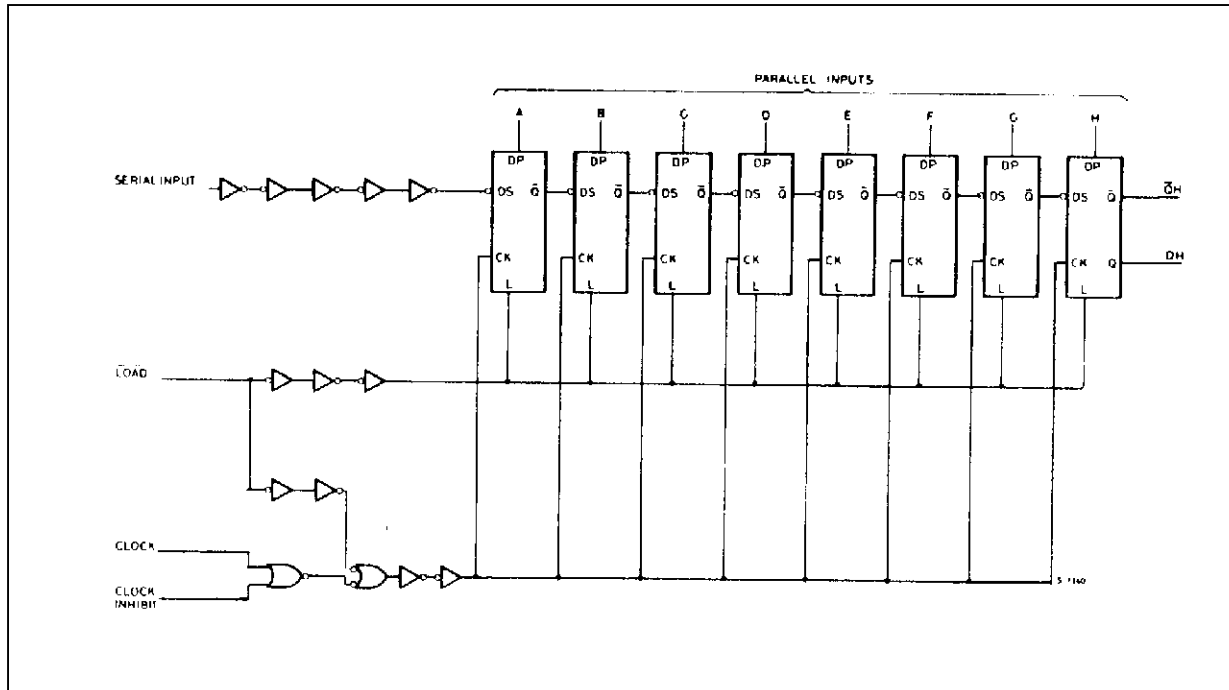 PARALLEL INPUTS
A B C D E F G H
DP DP DP DP DP DP DP DP
SERIAL INPUT
DS Q̄ DS Q̄ DS Q̄ DS Q̄ DS Q̄ DS Q̄ DS Q̄ DS Q̄
Q̄H
CK CK CK CK CK CK CK CK Q
QH
L L L L L L L L
L̄ŌĀD̄
CLOCK
CLOCK
INHIBIT